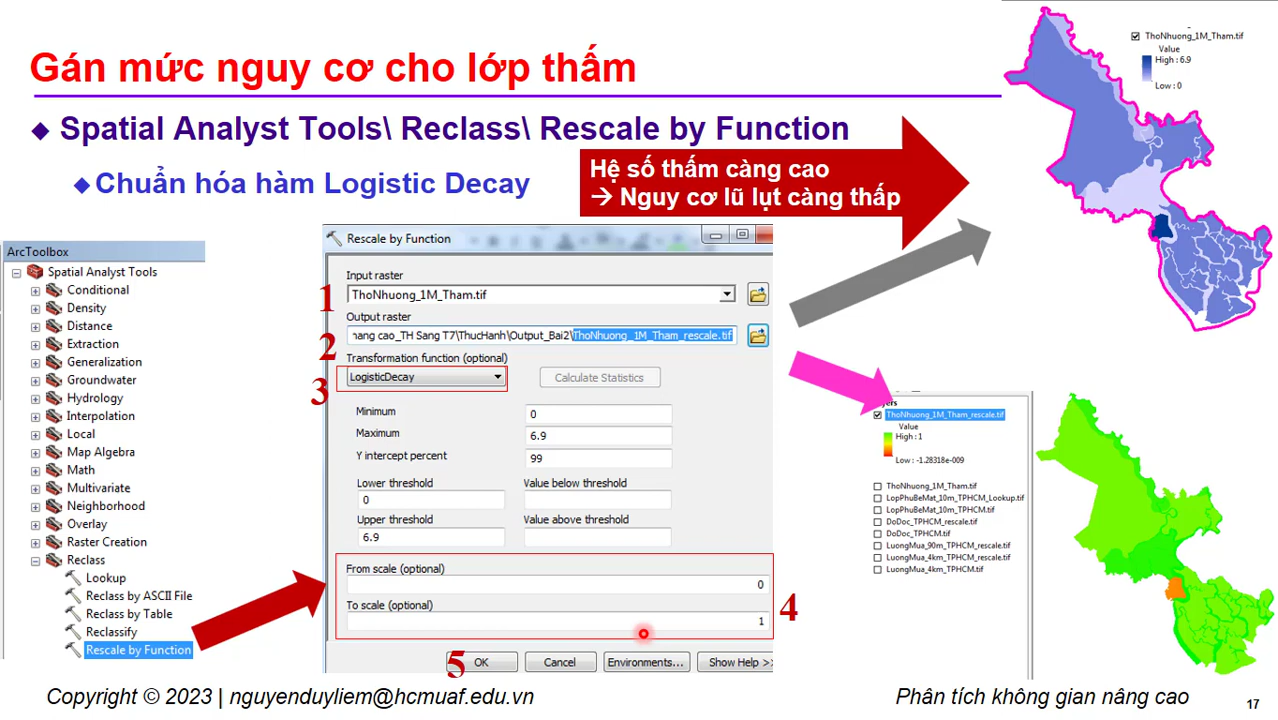 Gán mức nguy cơ cho lớp thấm
◆ Spatial Analyst Tools\ Reclass\ Rescale by Function
◆ Chuẩn hóa hàm Logistic Decay
Hệ số thấm càng cao
→ Nguy cơ lũ lụt càng thấp
ThoNhuong_1M_Tham.tif
Value
High : 6.9
Low : 0
ArcToolbox
Spatial Analyst Tools
Conditional
Density
Distance
Extraction
Generalization
Groundwater
Hydrology
Interpolation
Local
Map Algebra
Math
Multivariate
Neighborhood
Overlay
Raster Creation
Reclass
Lookup
Reclass by ASCII File
Reclass by Table
Reclassify
Rescale by Function
Rescale by Function
Input raster
1 ThoNhuong_1M_Tham.tif
Output raster
2 nang cao_TH Sang T7\ThucHanh\Output_Bai2\ThoNhuong_1M_Tham_rescale.tif
Transformation function (optional)
3 LogisticDecay Calculate Statistics
Minimum 0
Maximum 6.9
Y intercept percent 99
Lower threshold Value below threshold
0
Upper threshold Value above threshold
6.9
From scale (optional)
0
To scale (optional)
1
4
5 OK Cancel Environments... Show Help >>
yers
ThoNhuong_1M_Tham_rescale.tif
Value
High : 1
Low : -1.28318e-009
ThoNhuong_1M_Tham.tif
LopPhuBeMat_10m_TPHCM_Lookup.tif
LopPhuBeMat_10m_TPHCM.tif
DoDoc_TPHCM_rescale.tif
DoDoc_TPHCM.tif
LuongMua_90m_TPHCM_rescale.tif
LuongMua_4km_TPHCM_rescale.tif
LuongMua_4km_TPHCM.tif
Copyright © 2023 | nguyenduyliem@hcmuaf.edu.vn
Phân tích không gian nâng cao
17